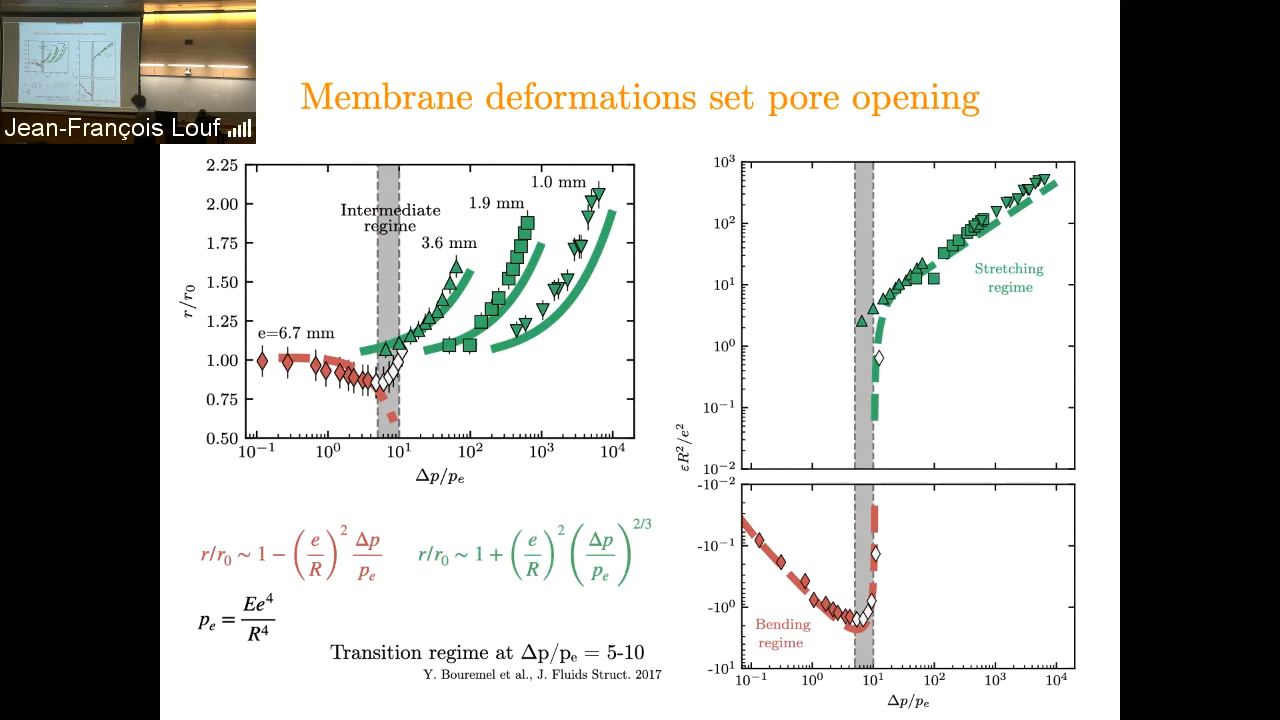 Jean-François Louf
Membrane deformations set pore opening
2.25
2.00
1.75
1.50
1.25
1.00
0.75
0.50
r/r₀
Intermediate
regime
1.0 mm
1.9 mm
3.6 mm
e=6.7 mm
10⁻¹ 10⁰ 10¹ 10² 10³ 10⁴
Δp/pₑ
r/r₀ ∼ 1 − (e/R)² Δp/pₑ
r/r₀ ∼ 1 + (e/R)² (Δp/pₑ)^2/3
pₑ = Ee⁴/R⁴
Transition regime at Δp/pₑ = 5-10
Y. Bouremel et al., J. Fluids Struct. 2017
10³
10²
10¹
10⁰
10⁻¹
10⁻²
Stretching
regime
εR²/e²
-10⁻²
-10⁻¹
-10⁰
-10¹
Bending
regime
10⁻¹ 10⁰ 10¹ 10² 10³ 10⁴
Δp/pₑ